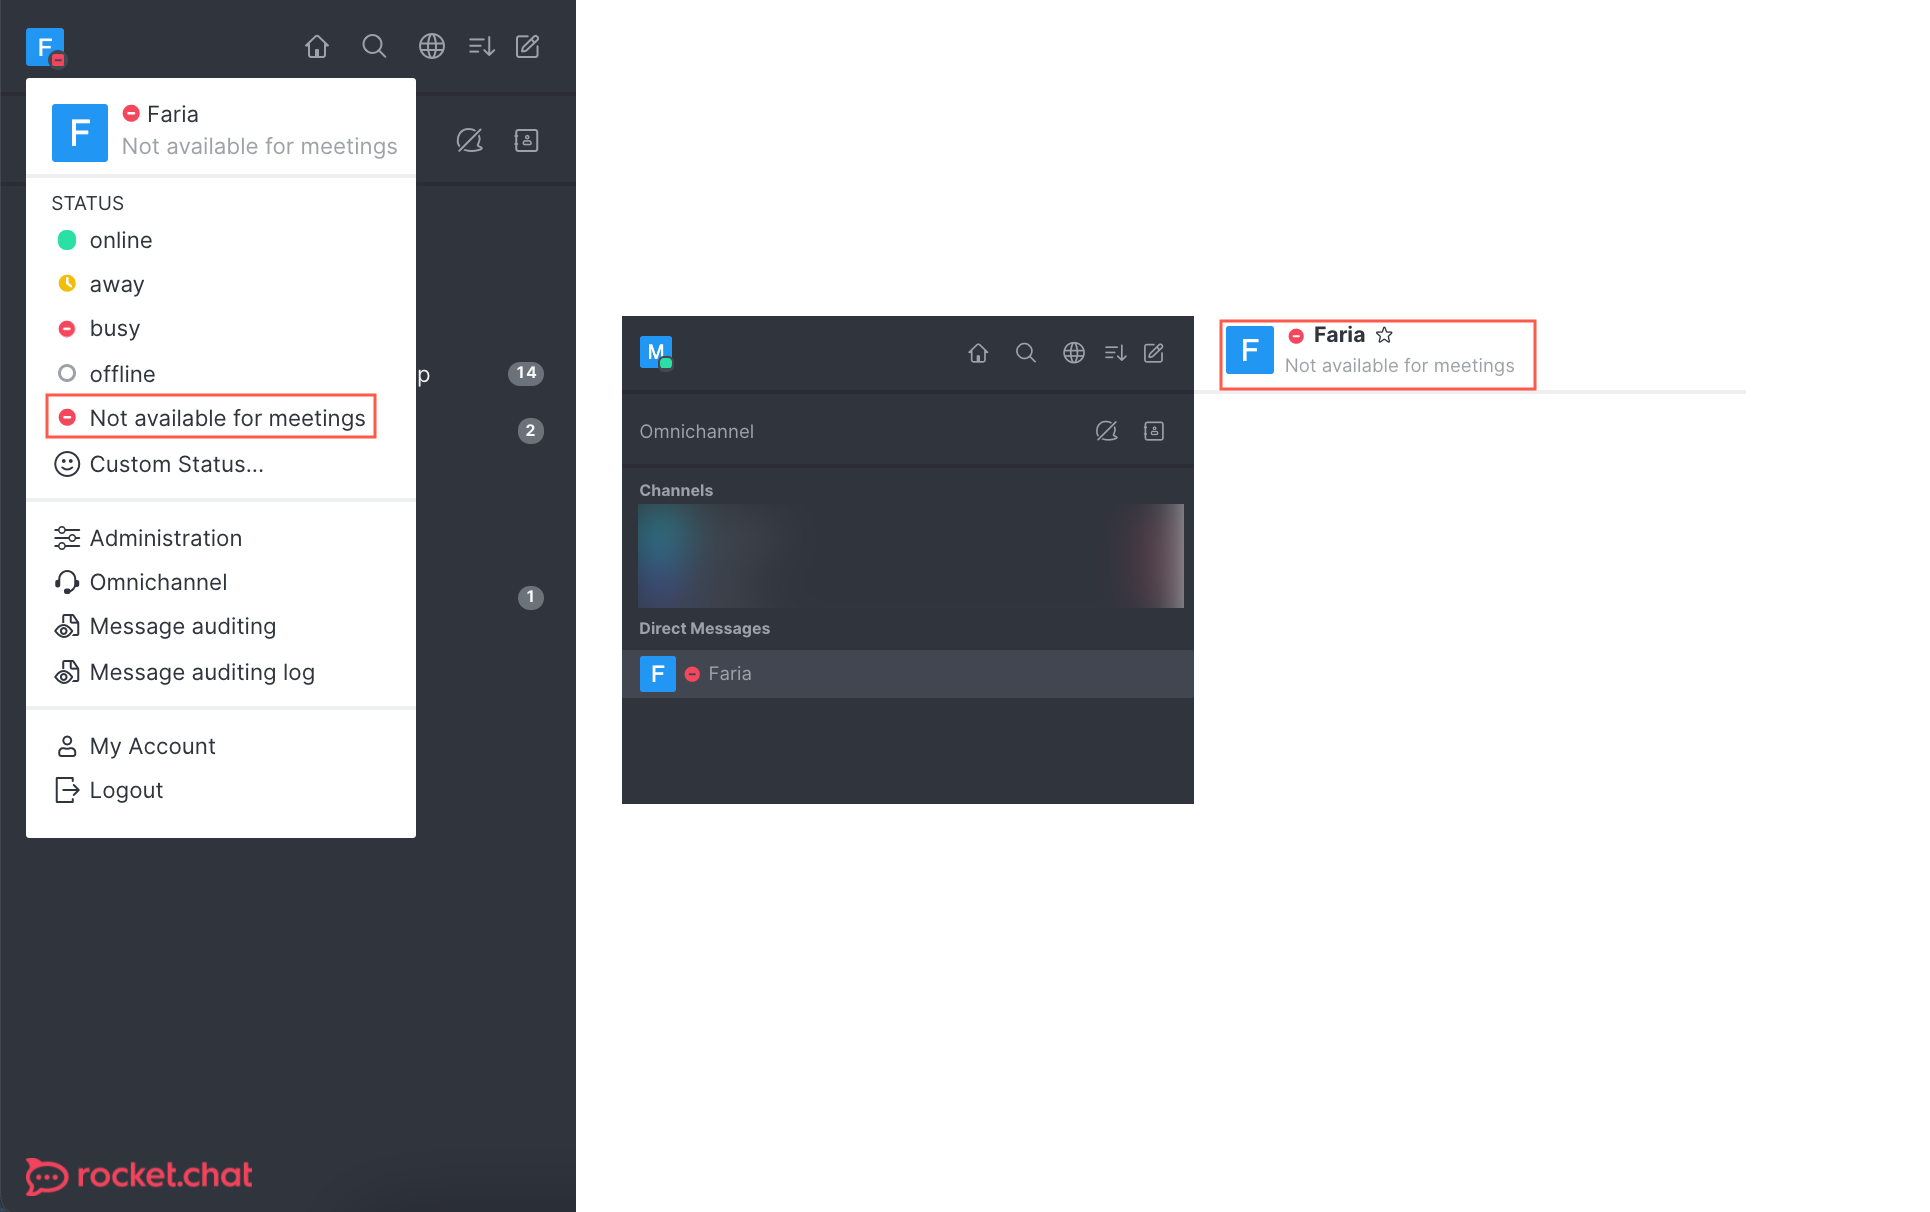 F
F
Faria
Not available for meetings
STATUS
online
away
busy
offline
Not available for meetings
Custom Status...
Administration
Omnichannel
Message auditing
Message auditing log
My Account
Logout
p
14
2
1
rocket.chat
M
Omnichannel
Channels
Direct Messages
F
Faria
F
Faria
Not available for meetings